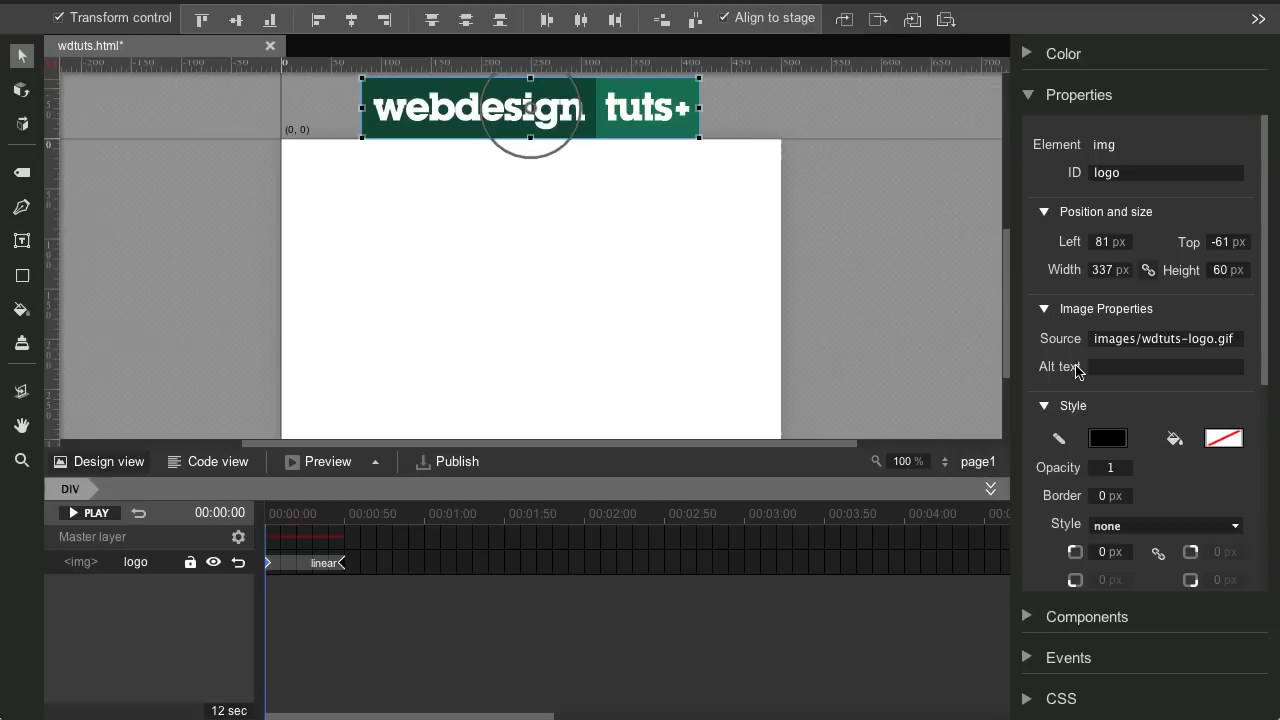 Transform control
Align to stage
wdtuts.html*
-200 -150 -100 -50 0 50 100 150 200 250 300 350 400 450 500 550 600 650 700
webdesign tuts+
(0, 0)
Color
Properties
Element img
ID logo
Position and size
Left 81 px Top -61 px
Width 337 px Height 60 px
Image Properties
Source images/wdtuts-logo.gif
Alt text
Style
Opacity 1
Border 0 px
Style none
0 px 0 px
0 px 0 px
Components
Events
CSS
Design view Code view Preview Publish 100 % page1
DIV
PLAY 00:00:00
00:00:00 00:00:50 00:01:00 00:01:50 00:02:00 00:02:50 00:03:00 00:03:50 00:04:00
Master layer
<img> logo linear
12 sec